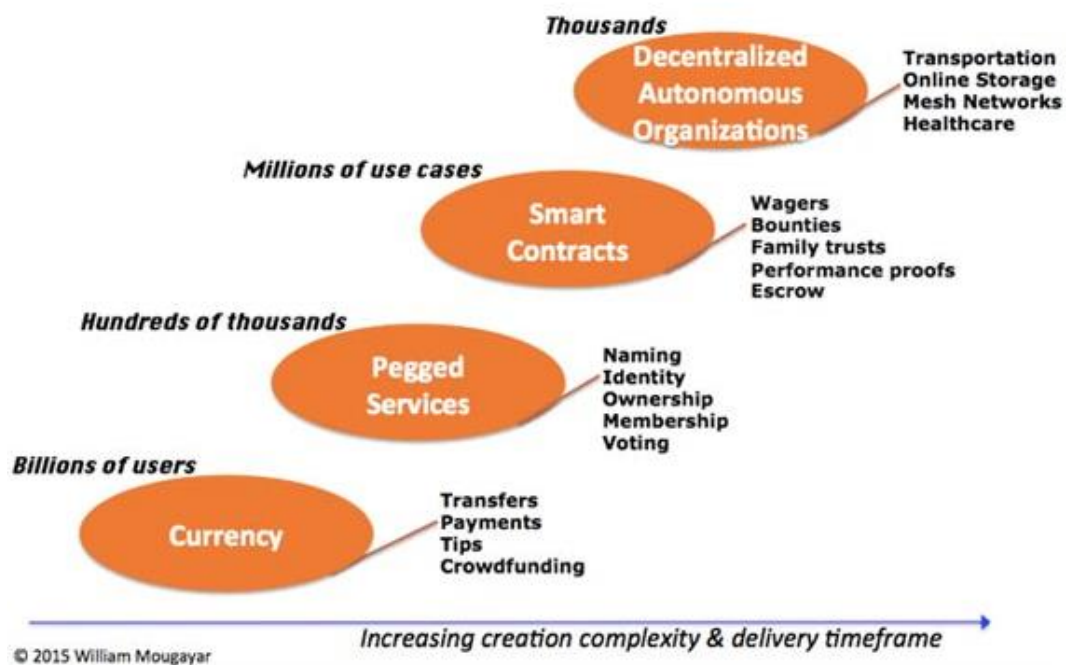 Thousands
Decentralized
Autonomous
Organizations
Transportation
Online Storage
Mesh Networks
Healthcare
Millions of use cases
Smart
Contracts
Wagers
Bounties
Family trusts
Performance proofs
Escrow
Hundreds of thousands
Pegged
Services
Naming
Identity
Ownership
Membership
Voting
Billions of users
Currency
Transfers
Payments
Tips
Crowdfunding
Increasing creation complexity & delivery timeframe
© 2015 William Mougayar